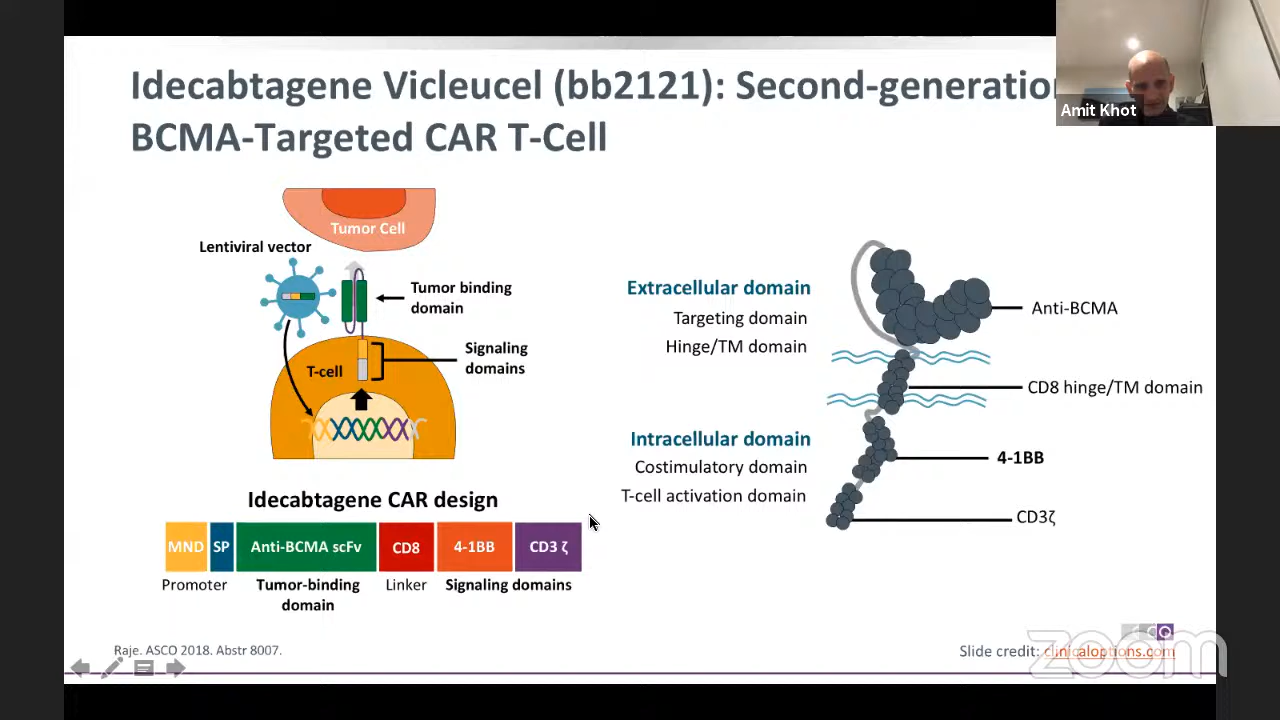 Idecabtagene Vicleucel (bb2121): Second-generation
BCMA-Targeted CAR T-Cell
Amit Khot
Tumor Cell
Lentiviral vector
Tumor binding
domain
Signaling
domains
T-cell
Idecabtagene CAR design
MND SP Anti-BCMA scFv CD8 4-1BB CD3 ζ
Promoter Tumor-binding Linker Signaling domains
domain
Extracellular domain
Targeting domain
Hinge/TM domain
Intracellular domain
Costimulatory domain
T-cell activation domain
Anti-BCMA
CD8 hinge/TM domain
4-1BB
CD3ζ
Raje. ASCO 2018. Abstr 8007.
Slide credit: clinicaloptions.com
zoom